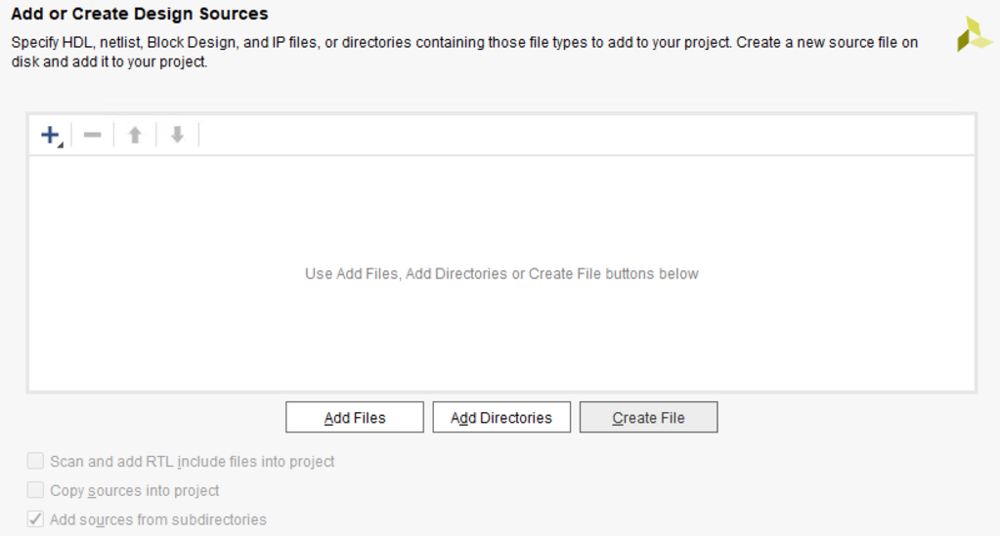 Add or Create Design Sources
Specify HDL, netlist, Block Design, and IP files, or directories containing those file types to add to your project. Create a new source file on
disk and add it to your project.
Use Add Files, Add Directories or Create File buttons below
Add Files
Add Directories
Create File
Scan and add RTL include files into project
Copy sources into project
Add sources from subdirectories